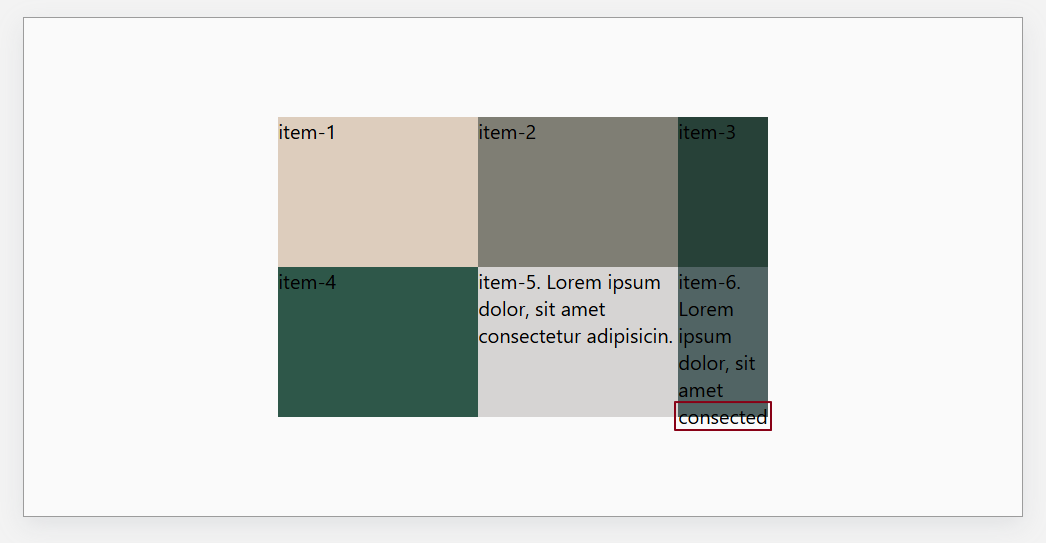 item-1
item-2
item-3
item-4
item-5. Lorem ipsum
dolor, sit amet
consectetur adipisicin.
item-6.
Lorem
ipsum
dolor, sit
amet
consected